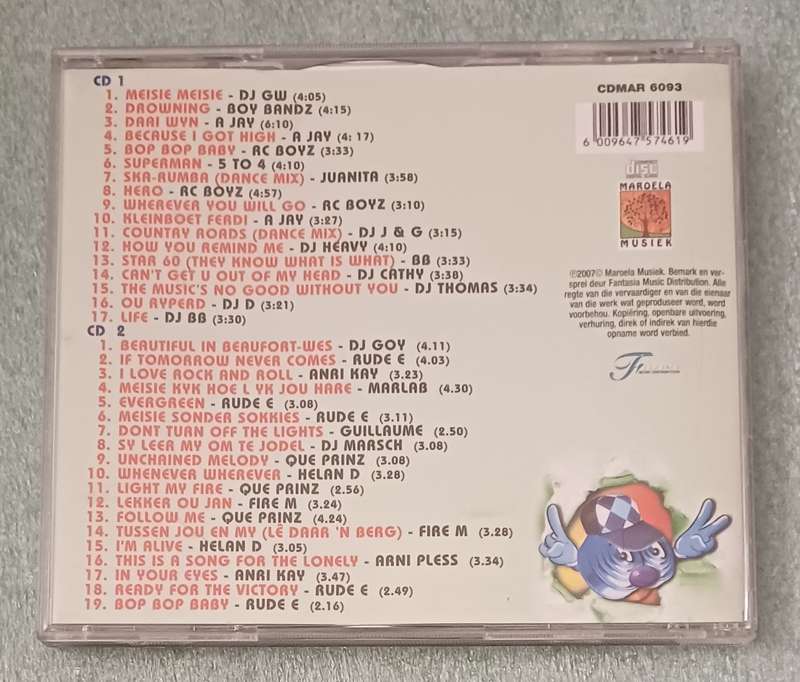 CD 1
1. MEISIE MEISIE - DJ GW (4:05)
2. DROWNING - BOY BANDZ (4:15)
3. DAAI WYN - A JAY (6:10)
4. BECAUSE I GOT HIGH - A JAY (4: 17)
5. BOP BOP BABY - RC BOYZ (3:33)
6. SUPERMAN - 5 TO 4 (4:10)
7. SKA-RUMBA (DANCE MIX) - JUANITA (3:58)
8. HERO - RC BOYZ (4:57)
9. WHEREVER YOU WILL GO - RC BOYZ (3:10)
10. KLEINBOET FERDI - A JAY (3:27)
11. COUNTRY ROADS (DANCE MIX) - DJ J & G (3:15)
12. HOW YOU REMIND ME - DJ HEAVY (4:10)
13. STAR 60 (THEY KNOW WHAT IS WHAT) - BB (3:33)
14. CAN'T GET U OUT OF MY HEAD - DJ CATHY (3:38)
15. THE MUSIC'S NO GOOD WITHOUT YOU - DJ THOMAS (3:34)
16. OU RYPERD - DJ D (3:21)
17. LIFE - DJ BB (3:30)
CD 2
1. BEAUTIFUL IN BEAUFORT-WES - DJ GOY (4.11)
2. IF TOMORROW NEVER COMES - RUDE E (4.03)
3. I LOVE ROCK AND ROLL - ANRI KAY (3.23)
4. MEISIE KYK HOE L YK JOU HARE - MARLAB (4.30)
5. EVERGREEN - RUDE E (3.08)
6. MEISIE SONDER SOKKIES - RUDE E (3.11)
7. DONT TURN OFF THE LIGHTS - GUILLAUME (2.50)
8. SY LEER MY OM TE JODEL - DJ MARSCH (3.08)
9. UNCHAINED MELODY - QUE PRINZ (3.08)
10. WHENEVER WHEREVER - HELAN D (3.28)
11. LIGHT MY FIRE - QUE PRINZ (2.56)
12. LEKKER OU JAN - FIRE M (3.24)
13. FOLLOW ME - QUE PRINZ (4.24)
14. TUSSEN JOU EN MY (LÊ DAAR 'N BERG) - FIRE M (3.28)
15. I'M ALIVE - HELAN D (3.05)
16. THIS IS A SONG FOR THE LONELY - ARNI PLESS (3.34)
17. IN YOUR EYES - ANRI KAY (3.47)
18. READY FOR THE VICTORY - RUDE E (2.49)
19. BOP BOP BABY - RUDE E (2.16)
CDMAR 6093
6 009647 574619
COMPACT
disc
DIGITAL AUDIO
MAROELA
MUSIEK
℗2007© Maroela Musiek. Bemark en ver-
sprei deur Fantasia Music Distribution. Alle
regte van die vervaardiger en van die eienaar
van die werk wat geproduseer word, word
voorbehou. Kopiëring, openbare uitvoering,
verhuring, direk of indirek van hierdie
opname word verbied.